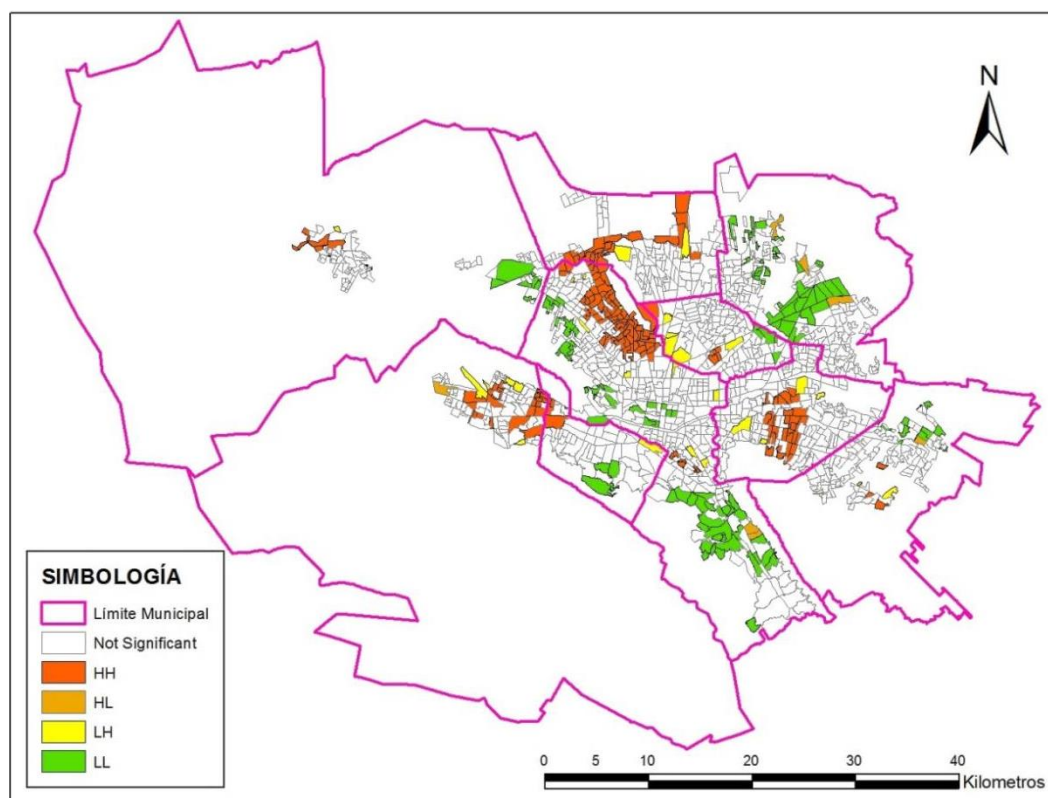 N
SIMBOLOGÍA
Límite Municipal
Not Significant
HH
HL
LH
LL
0 5 10 20 30 40
Kilometros